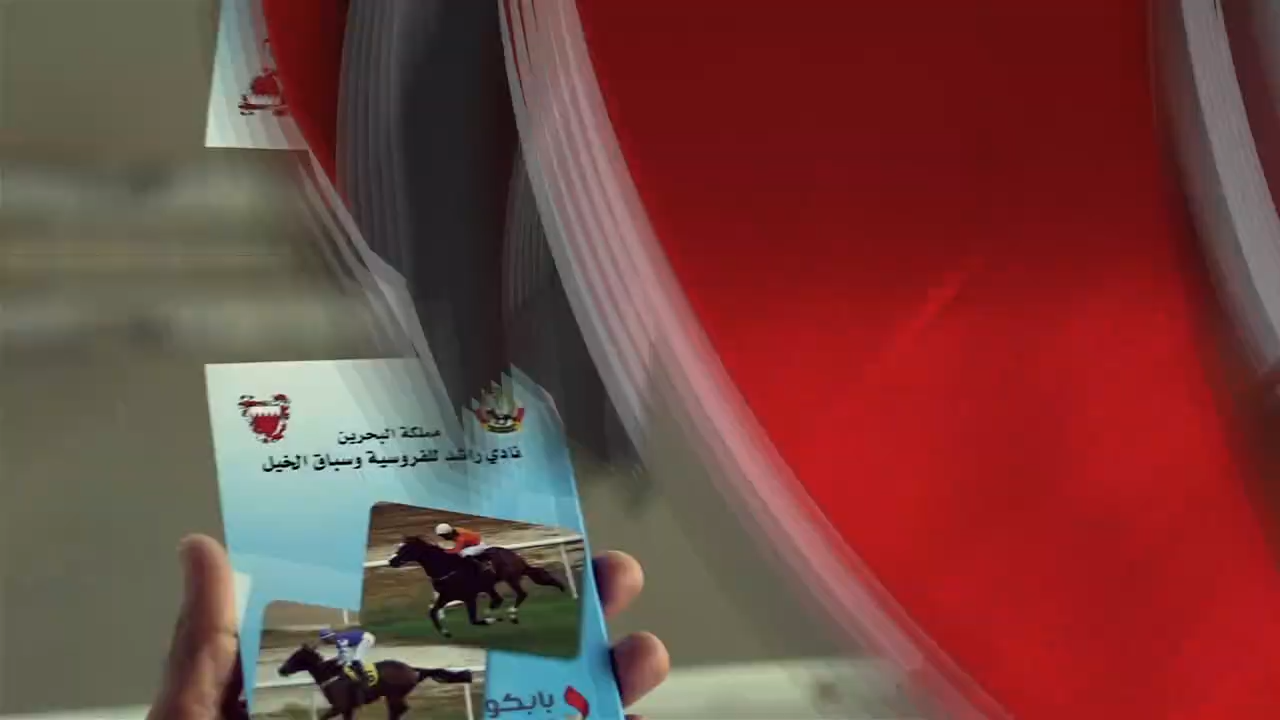 مملكة البحرين
نادي راشد للفروسية وسباق الخيل
بابكو